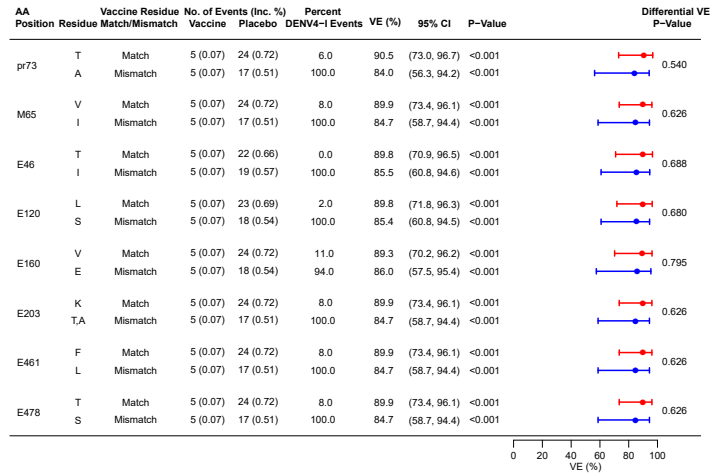 AA Vaccine Residue No. of Events (Inc. %) Percent Differential VE
Position Residue Match/Mismatch Vaccine Placebo DENV4−I Events VE (%) 95% CI P−Value P−Value
T Match 5 (0.07) 24 (0.72) 6.0 90.5 (73.0, 96.7) <0.001
pr73 0.540
A Mismatch 5 (0.07) 17 (0.51) 100.0 84.0 (56.3, 94.2) <0.001
V Match 5 (0.07) 24 (0.72) 8.0 89.9 (73.4, 96.1) <0.001
M65 0.626
I Mismatch 5 (0.07) 17 (0.51) 100.0 84.7 (58.7, 94.4) <0.001
T Match 5 (0.07) 22 (0.66) 0.0 89.8 (70.9, 96.5) <0.001
E46 0.688
I Mismatch 5 (0.07) 19 (0.57) 100.0 85.5 (60.8, 94.6) <0.001
L Match 5 (0.07) 23 (0.69) 2.0 89.8 (71.8, 96.3) <0.001
E120 0.680
S Mismatch 5 (0.07) 18 (0.54) 100.0 85.4 (60.8, 94.5) <0.001
V Match 5 (0.07) 24 (0.72) 11.0 89.3 (70.2, 96.2) <0.001
E160 0.795
E Mismatch 5 (0.07) 18 (0.54) 94.0 86.0 (57.5, 95.4) <0.001
K Match 5 (0.07) 24 (0.72) 8.0 89.9 (73.4, 96.1) <0.001
E203 0.626
T,A Mismatch 5 (0.07) 17 (0.51) 100.0 84.7 (58.7, 94.4) <0.001
F Match 5 (0.07) 24 (0.72) 8.0 89.9 (73.4, 96.1) <0.001
E461 0.626
L Mismatch 5 (0.07) 17 (0.51) 100.0 84.7 (58.7, 94.4) <0.001
T Match 5 (0.07) 24 (0.72) 8.0 89.9 (73.4, 96.1) <0.001
E478 0.626
S Mismatch 5 (0.07) 17 (0.51) 100.0 84.7 (58.7, 94.4) <0.001
0 20 40 60 80 100
VE (%)